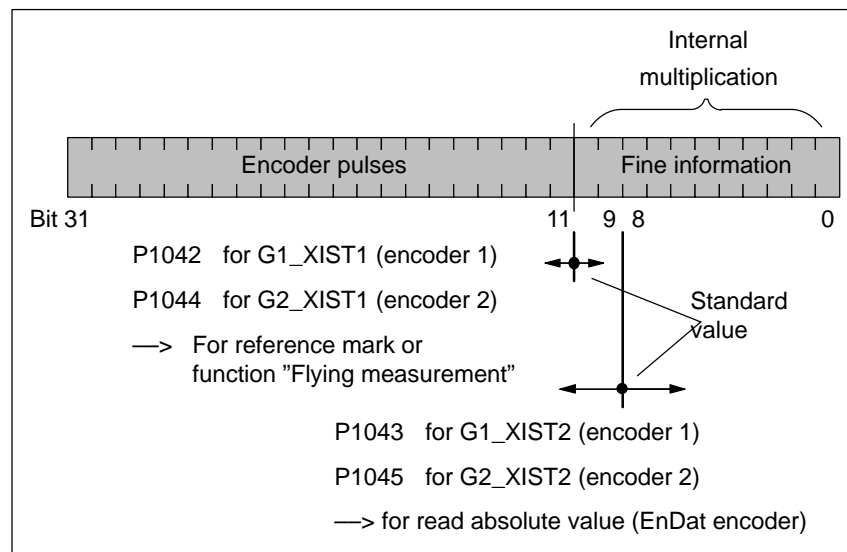 Internal
multiplication
Encoder pulses Fine information
Bit 31 11 9 8 0
P1042 for G1_XIST1 (encoder 1)
P1044 for G2_XIST1 (encoder 2)
—> For reference mark or
function ”Flying measurement”
Standard
value
P1043 for G1_XIST2 (encoder 1)
P1045 for G2_XIST2 (encoder 2)
—> for read absolute value (EnDat encoder)